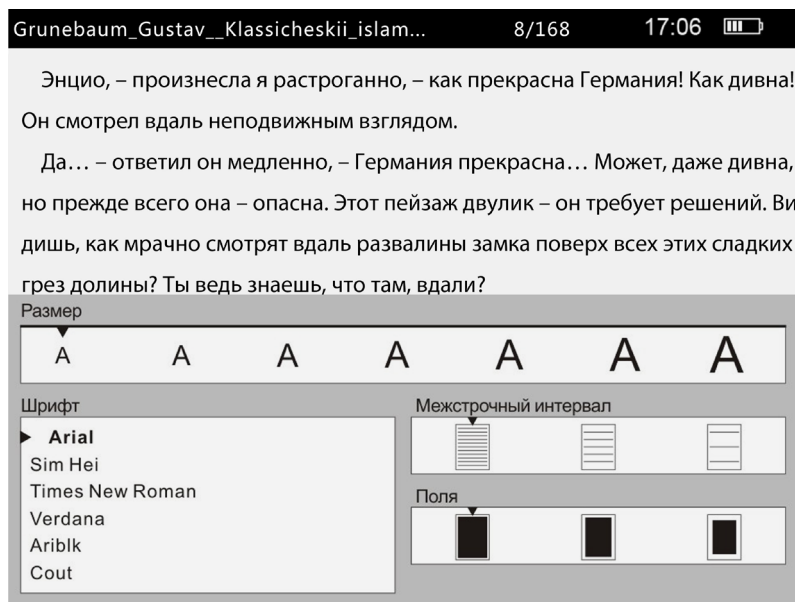 Grunebaum_Gustav__Klassicheskii_islam... 8/168 17:06
Энцио, – произнесла я растроганно, – как прекрасна Германия! Как дивна!
Он смотрел вдаль неподвижным взглядом.
Да... – ответил он медленно, – Германия прекрасна... Может, даже дивна,
но прежде всего она – опасна. Этот пейзаж двулик – он требует решений. Ви
дишь, как мрачно смотрят вдаль развалины замка поверх всех этих сладких
грез долины? Ты ведь знаешь, что там, вдали?
Размер
A A A A A A A
Шрифт
Arial
Sim Hei
Times New Roman
Verdana
Ariblk
Cout
Межстрочный интервал
Поля